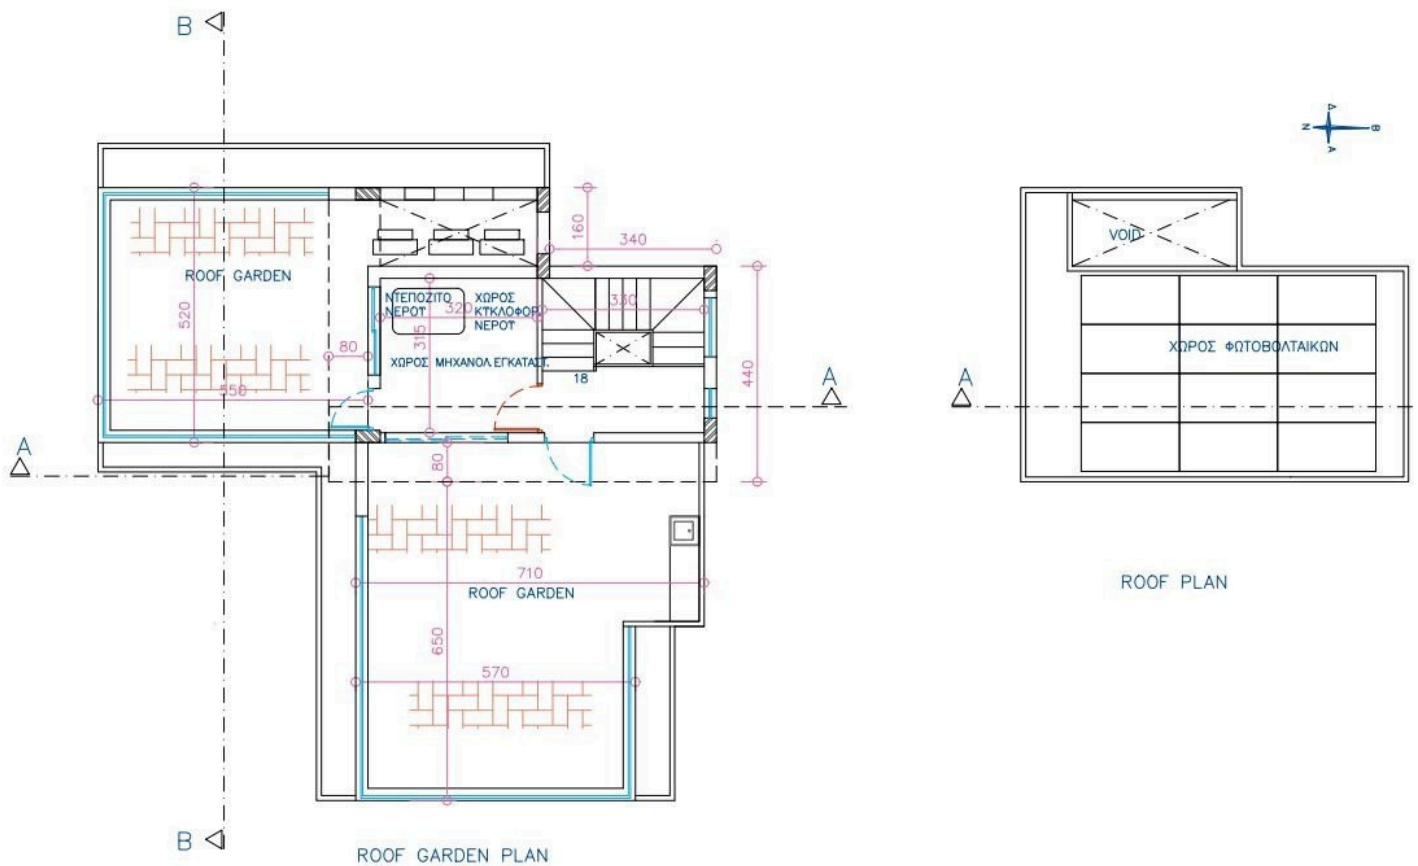 B
160
340
ROOF GARDEN
520
80
550
ΝΤΕΠΟΖΙΤΟ
ΝΕΡΟΥ
ΧΩΡΟΣ
ΚΥΚΛΟΦΟΡ.
ΝΕΡΟΥ
320
330
315
ΧΩΡΟΣ ΜΗΧΑΝΟΛ.ΕΓΚΑΤΑΣΤ.
18
440
A
A
80
710
ROOF GARDEN
650
570
B
ROOF GARDEN PLAN
Δ
N
B
A
VOID
ΧΩΡΟΣ ΦΩΤΟΒΟΛΤΑΙΚΩΝ
A
ROOF PLAN